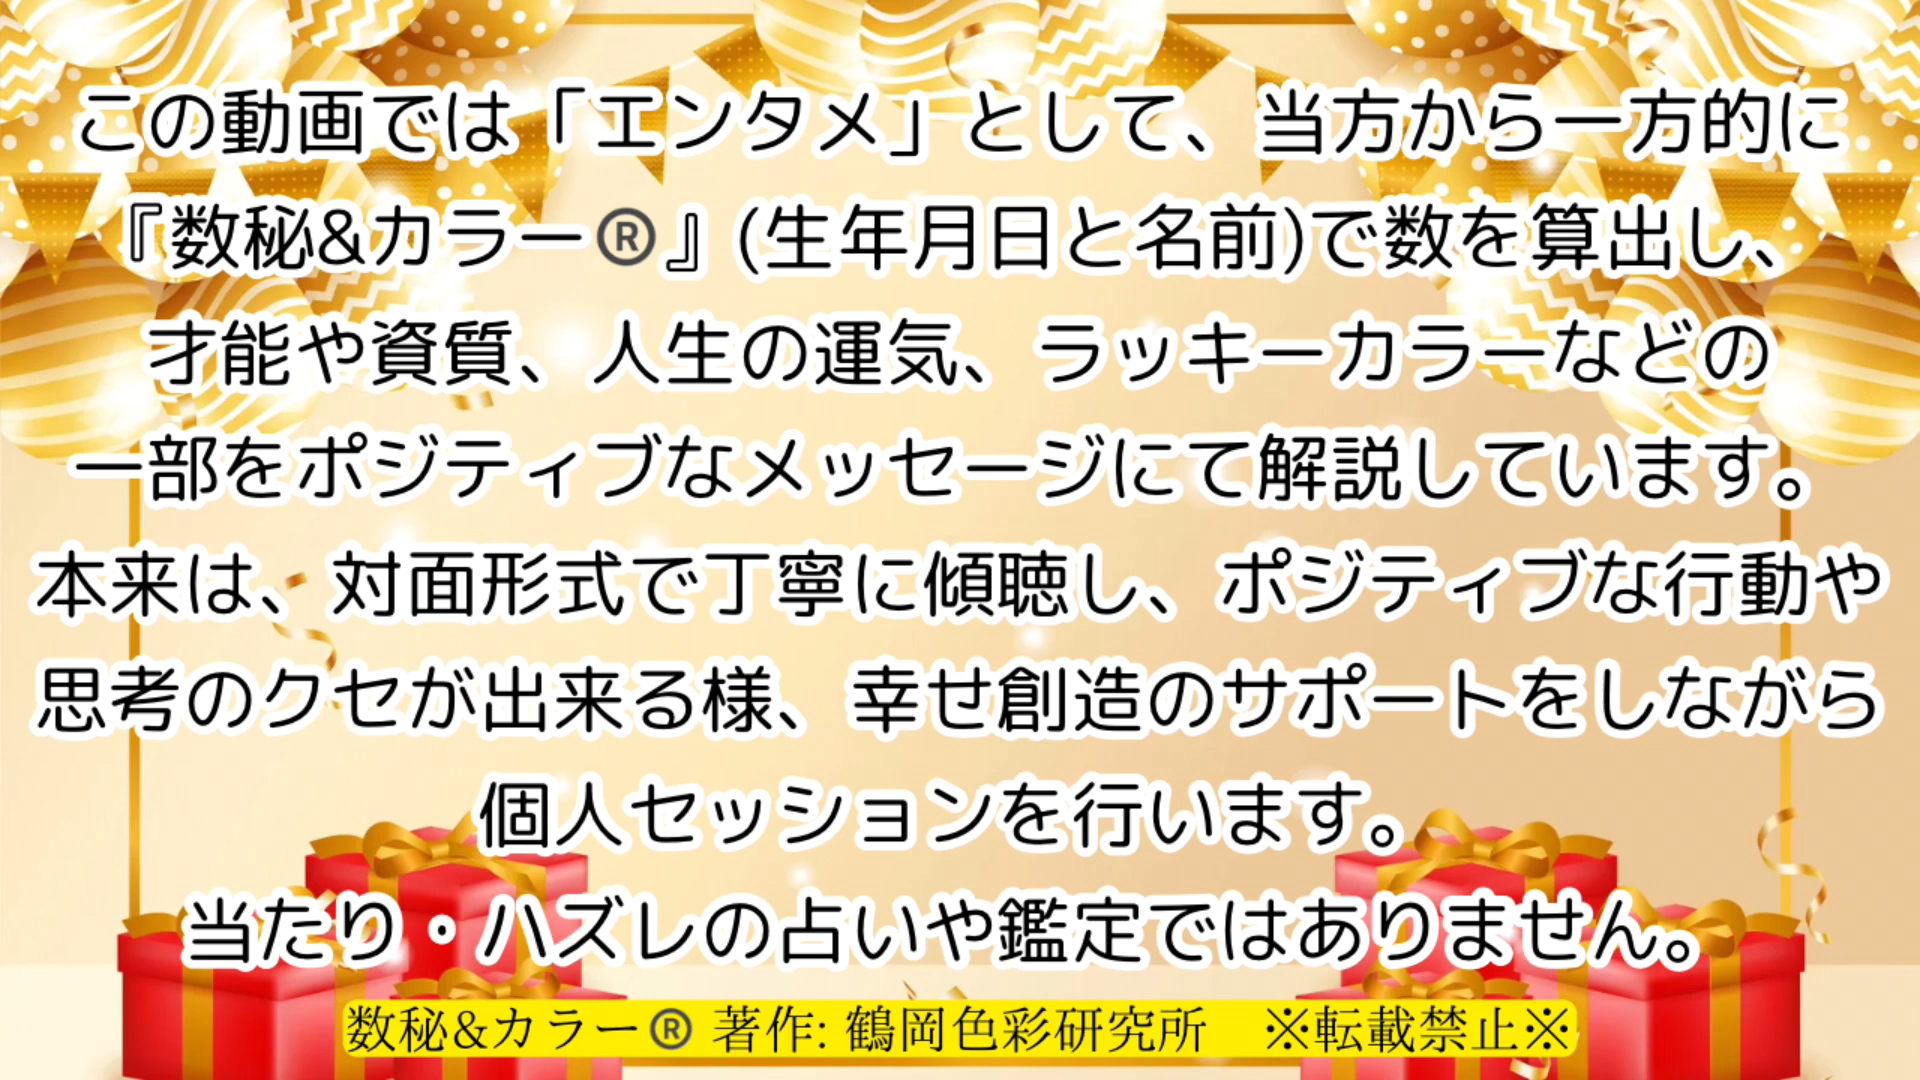 この動画では「エンタメ」として、当方から一方的に
『数秘&カラー®』(生年月日と名前)で数を算出し、
才能や資質、人生の運気、ラッキーカラーなどの
一部をポジティブなメッセージにて解説しています。
本来は、対面形式で丁寧に傾聴し、ポジティブな行動や
思考のクセが出来る様、幸せ創造のサポートをしながら
個人セッションを行います。
当たり・ハズレの占いや鑑定ではありません。
数秘&カラー® 著作: 鶴岡色彩研究所　※転載禁止※